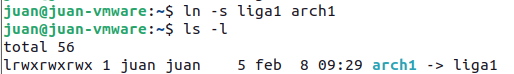 juan@juan-vmware:~$ ln -s liga1 arch1
juan@juan-vmware:~$ ls -l
total 56
lrwxrwxrwx 1 juan juan    5 feb  8 09:29 arch1 -> liga1